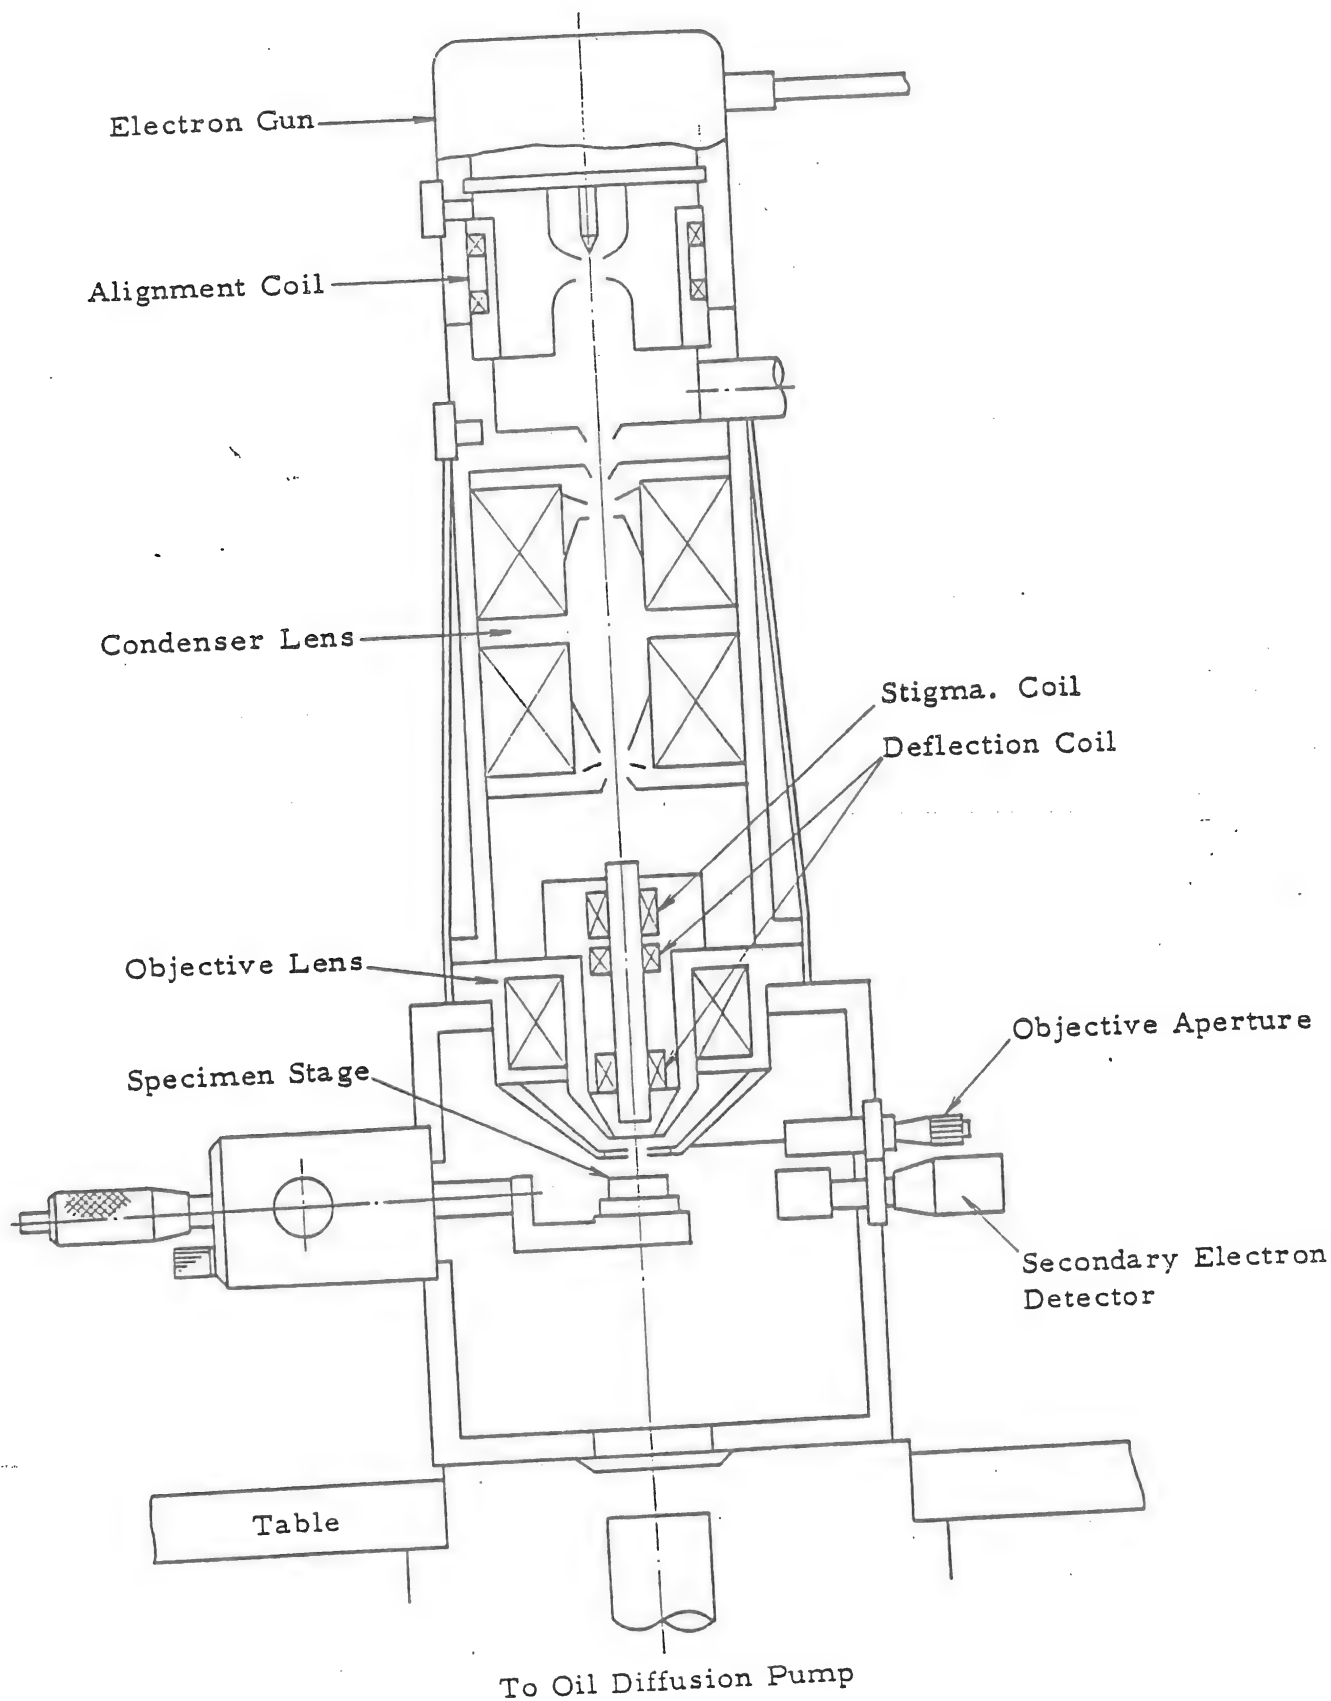 Electron Gun
Alignment Coil
Condenser Lens
Stigma. Coil
Deflection Coil
Objective Lens
Objective Aperture
Specimen Stage
Secondary Electron
Detector
Table
To Oil Diffusion Pump